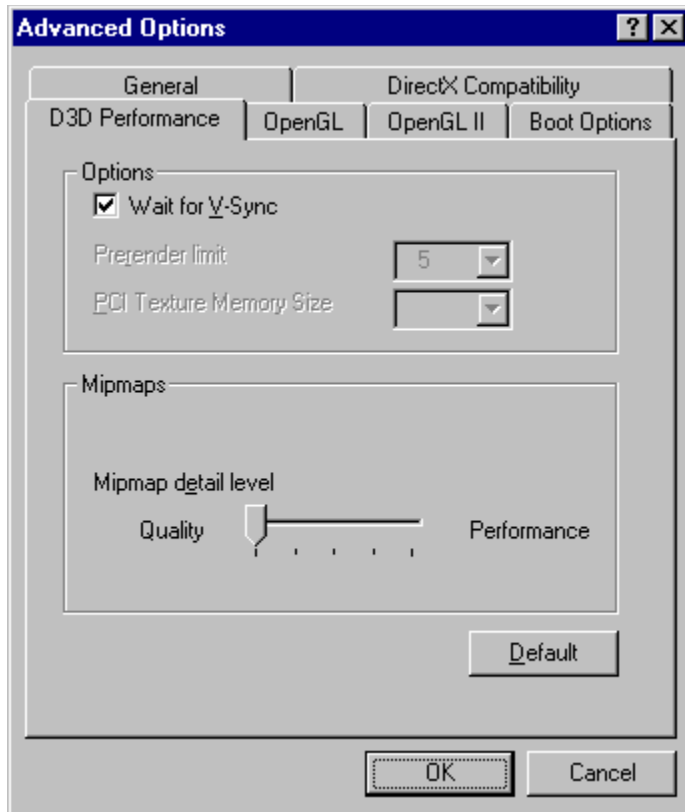 Advanced Options
General DirectX Compatibility
D3D Performance OpenGL OpenGL II Boot Options
Options
Wait for V-Sync
Prerender limit 5
PCI Texture Memory Size
Mipmaps
Mipmap detail level
Quality Performance
Default
OK Cancel